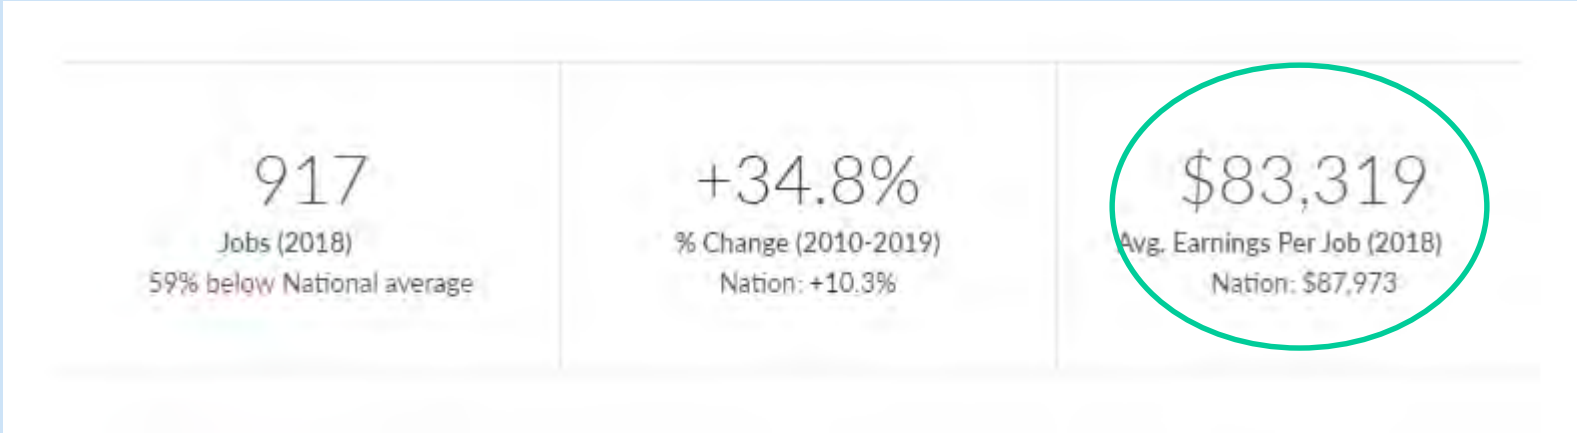 917
Jobs (2018)
59% below National average
+34.8%
% Change (2010-2019)
Nation: +10.3%
$83,319
Avg. Earnings Per Job (2018)
Nation: $87,973